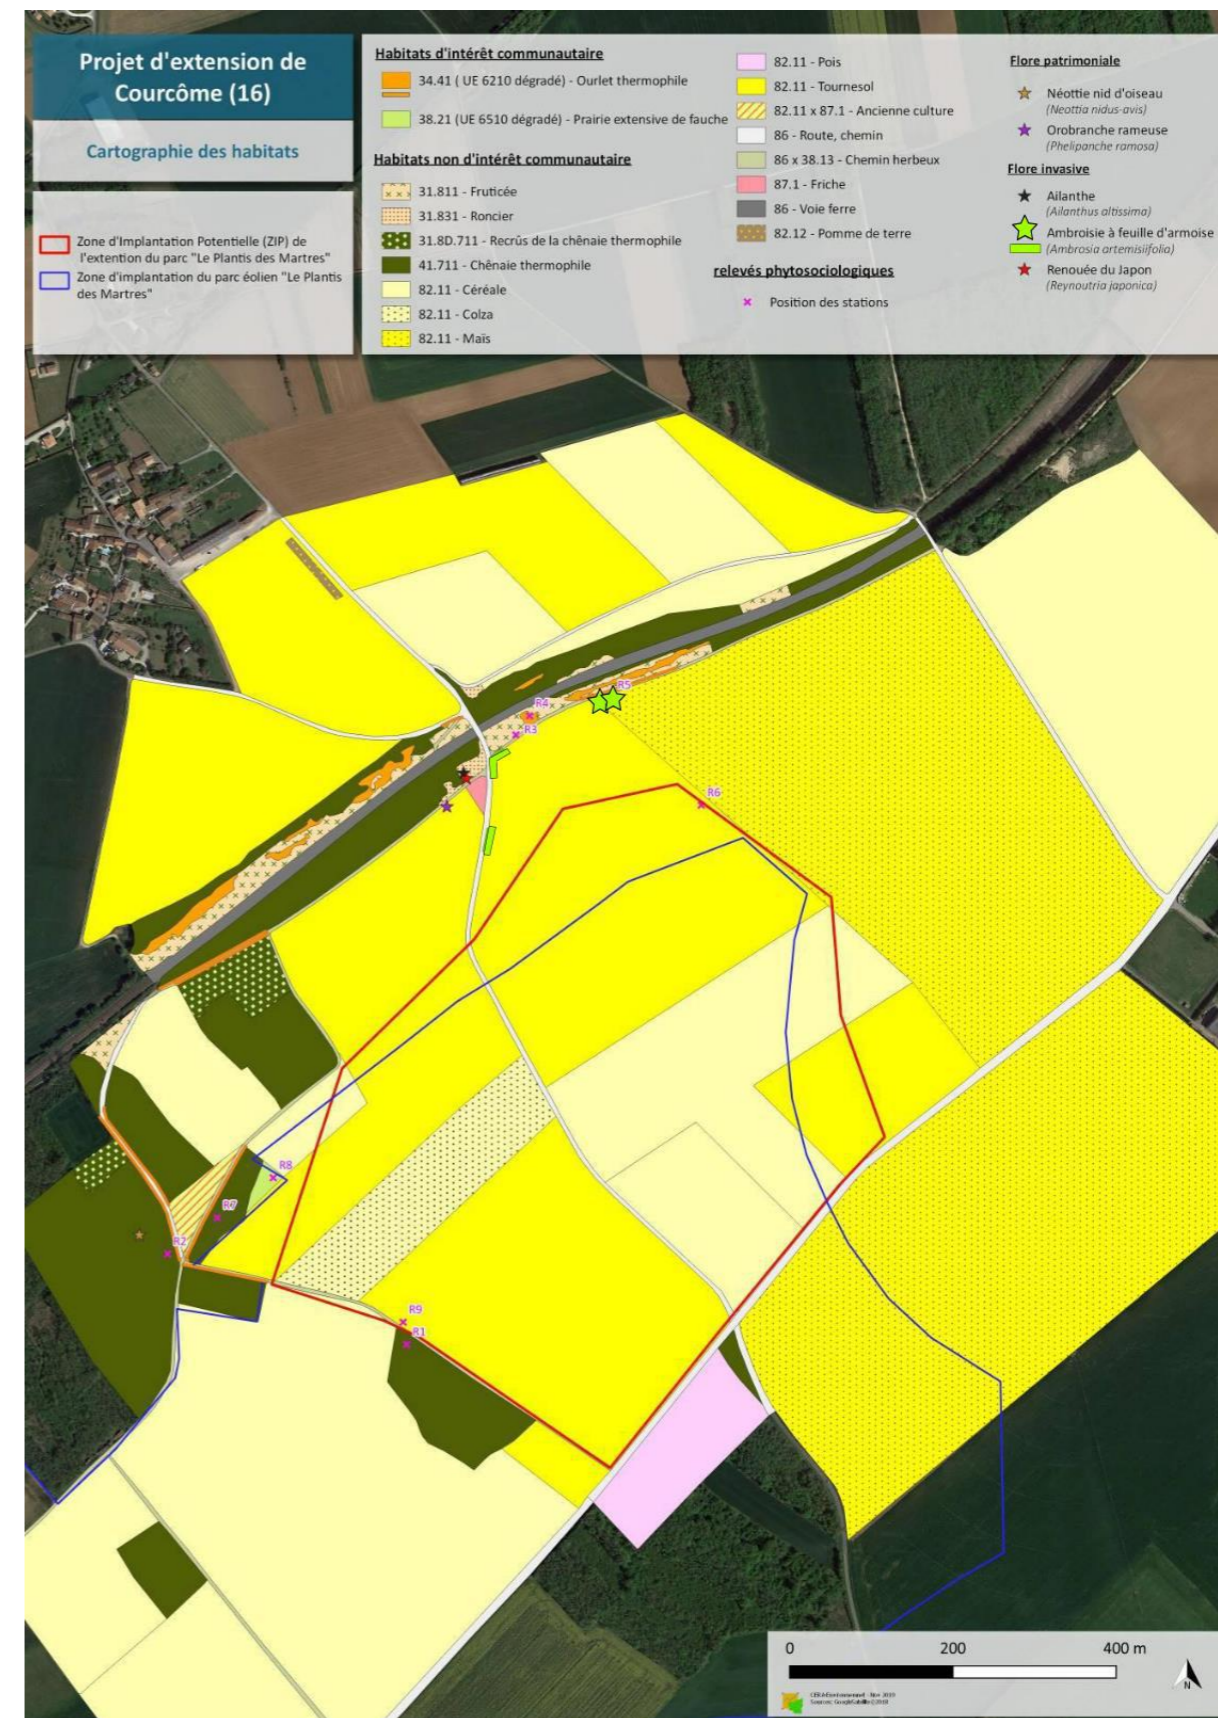 Projet d'extension de
Courcôme (16)
Cartographie des habitats
Zone d'Implantation Potentielle (ZIP) de
l'extention du parc "Le Plantis des Martres"
Zone d'implantation du parc éolien "Le Plantis
des Martres"
Habitats d'intérêt communautaire
34.41 ( UE 6210 dégradé) - Ourlet thermophile
38.21 (UE 6510 dégradé) - Prairie extensive de fauche
Habitats non d'intérêt communautaire
31.811 - Fruticée
31.831 - Roncier
31.8D.711 - Recrûs de la chênaie thermophile
41.711 - Chênaie thermophile
82.11 - Céréale
82.11 - Colza
82.11 - Maïs
82.11 - Pois
82.11 - Tournesol
82.11 x 87.1 - Ancienne culture
86 - Route, chemin
86 x 38.13 - Chemin herbeux
87.1 - Friche
86 - Voie ferre
82.12 - Pomme de terre
relevés phytosociologiques
Position des stations
Flore patrimoniale
Néottie nid d'oiseau
(Neottia nidus-avis)
Orobranche rameuse
(Phelipanche ramosa)
Flore invasive
Ailanthe
(Ailanthus altissima)
Ambroisie à feuille d'armoise
(Ambrosia artemisiifolia)
Renouée du Japon
(Reynoutria japonica)
R5
R4
R3
R6
R8
R7
R2
R9
R1
0 200 400 m
N